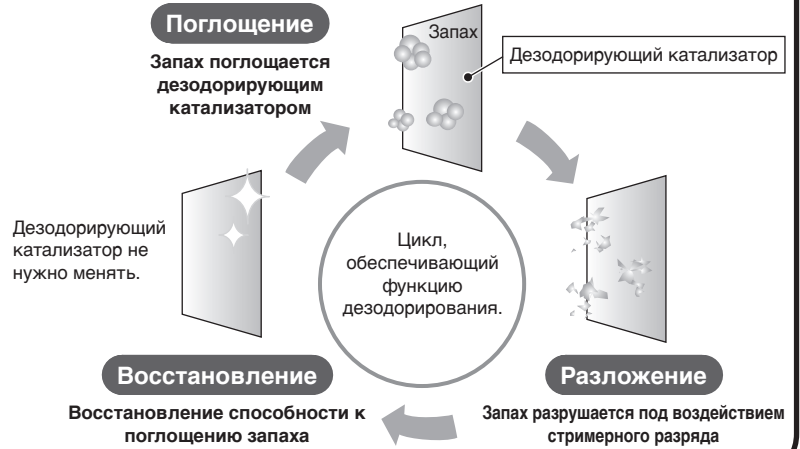 Поглощение
Запах поглощается
дезодорирующим
катализатором
Запах
Дезодорирующий катализатор
Дезодорирующий
катализатор не
нужно менять.
Цикл,
обеспечивающий
функцию
дезодорирования.
Восстановление
Восстановление способности к
поглощению запаха
Разложение
Запах разрушается под воздействием
стримерного разряда